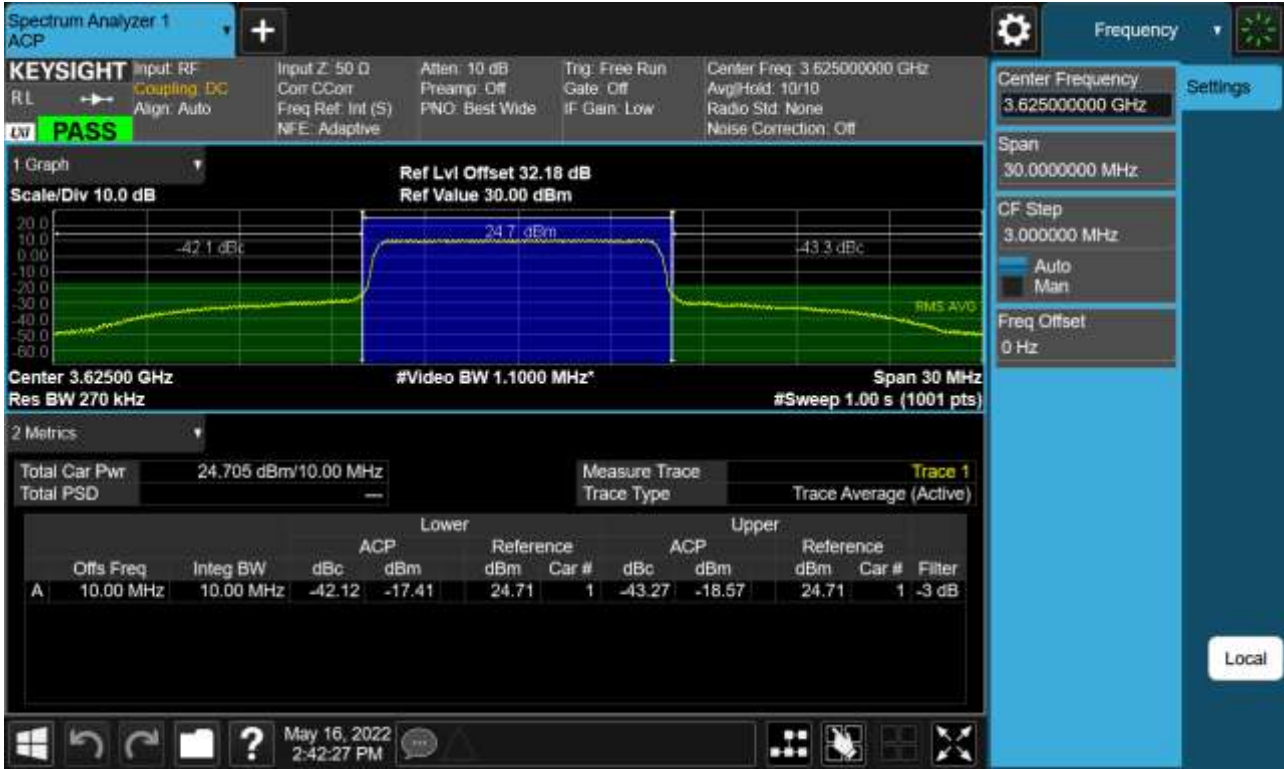 Spectrum Analyzer 1
ACP
+
Frequency
KEYSIGHT
RL
LXI PASS
Input: RF
Coupling: DC
Align: Auto
Input Z: 50 Ω
Corr CCorr
Freq Ref: Int (S)
NFE: Adaptive
Atten: 10 dB
Preamp: Off
PNO: Best Wide
Trig: Free Run
Gate: Off
IF Gain: Low
Center Freq: 3.625000000 GHz
Avg|Hold: 10/10
Radio Std: None
Noise Correction: Off
Center Frequency
3.625000000 GHz
Settings
Span
30.0000000 MHz
CF Step
3.000000 MHz
Auto
Man
Freq Offset
0 Hz
1 Graph
Scale/Div 10.0 dB
Ref Lvl Offset 32.18 dB
Ref Value 30.00 dBm
20.0
10.0
0.00
-10.0
-20.0
-30.0
-40.0
-50.0
-60.0
-42.1 dBc
24.7 dBm
-43.3 dBc
RMS AVG
Center 3.62500 GHz
#Video BW 1.1000 MHz*
Span 30 MHz
Res BW 270 kHz
#Sweep 1.00 s (1001 pts)
2 Metrics
Total Car Pwr 24.705 dBm/10.00 MHz
Total PSD ---
Measure Trace Trace 1
Trace Type Trace Average (Active)
Lower Upper
ACP Reference ACP Reference
Offs Freq Integ BW dBc dBm dBm Car # dBc dBm dBm Car # Filter
A 10.00 MHz 10.00 MHz -42.12 -17.41 24.71 1 -43.27 -18.57 24.71 1 -3 dB
Local
?
May 16, 2022
2:42:27 PM